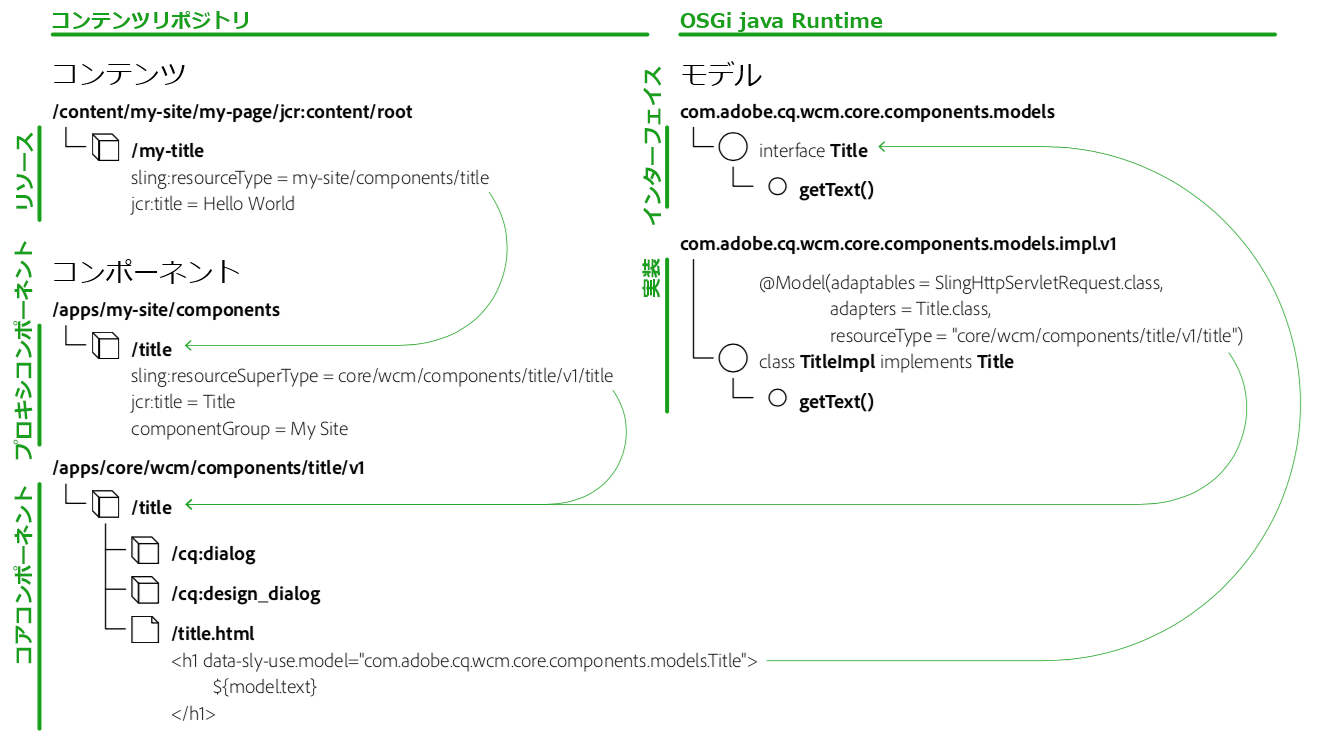 コンテンツリポジトリ
コンテンツ
/content/my-site/my-page/jcr:content/root
リソース
/my-title
sling:resourceType = my-site/components/title
jcr:title = Hello World
コンポーネント
/apps/my-site/components
プロキシコンポーネント
/title
sling:resourceSuperType = core/wcm/components/title/v1/title
jcr:title = Title
componentGroup = My Site
/apps/core/wcm/components/title/v1
コアコンポーネント
/title
/cq:dialog
/cq:design_dialog
/title.html
<h1 data-sly-use.model="com.adobe.cq.wcm.core.components.models.Title">
${model.text}
</h1>
OSGi java Runtime
モデル
com.adobe.cq.wcm.core.components.models
インターフェイス
interface Title
getText()
com.adobe.cq.wcm.core.components.models.impl.v1
実装
@Model(adaptables = SlingHttpServletRequest.class,
adapters = Title.class,
resourceType = "core/wcm/components/title/v1/title")
class TitleImpl implements Title
getText()